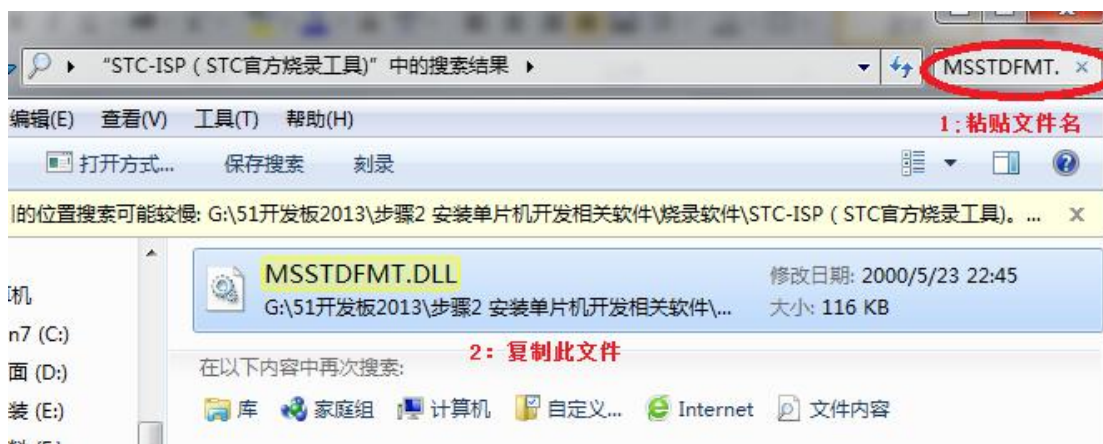 "STC-ISP ( STC官方烧录工具)" 中的搜索结果
MSSTDFMT.
编辑(E) 查看(V) 工具(T) 帮助(H)
1:粘贴文件名
打开方式... 保存搜索 刻录
的位置搜索可能较慢: G:\51开发板2013\步骤2 安装单片机开发相关软件\烧录软件\STC-ISP ( STC官方烧录工具)。 ...
MSSTDFMT.DLL
修改日期: 2000/5/23 22:45
G:\51开发板2013\步骤2 安装单片机开发相关软件\...
大小: 116 KB
机
n7 (C:)
2: 复制此文件
面 (D:)
在以下内容中再次搜索:
装 (E:)
库 家庭组 计算机 自定义... Internet 文件内容